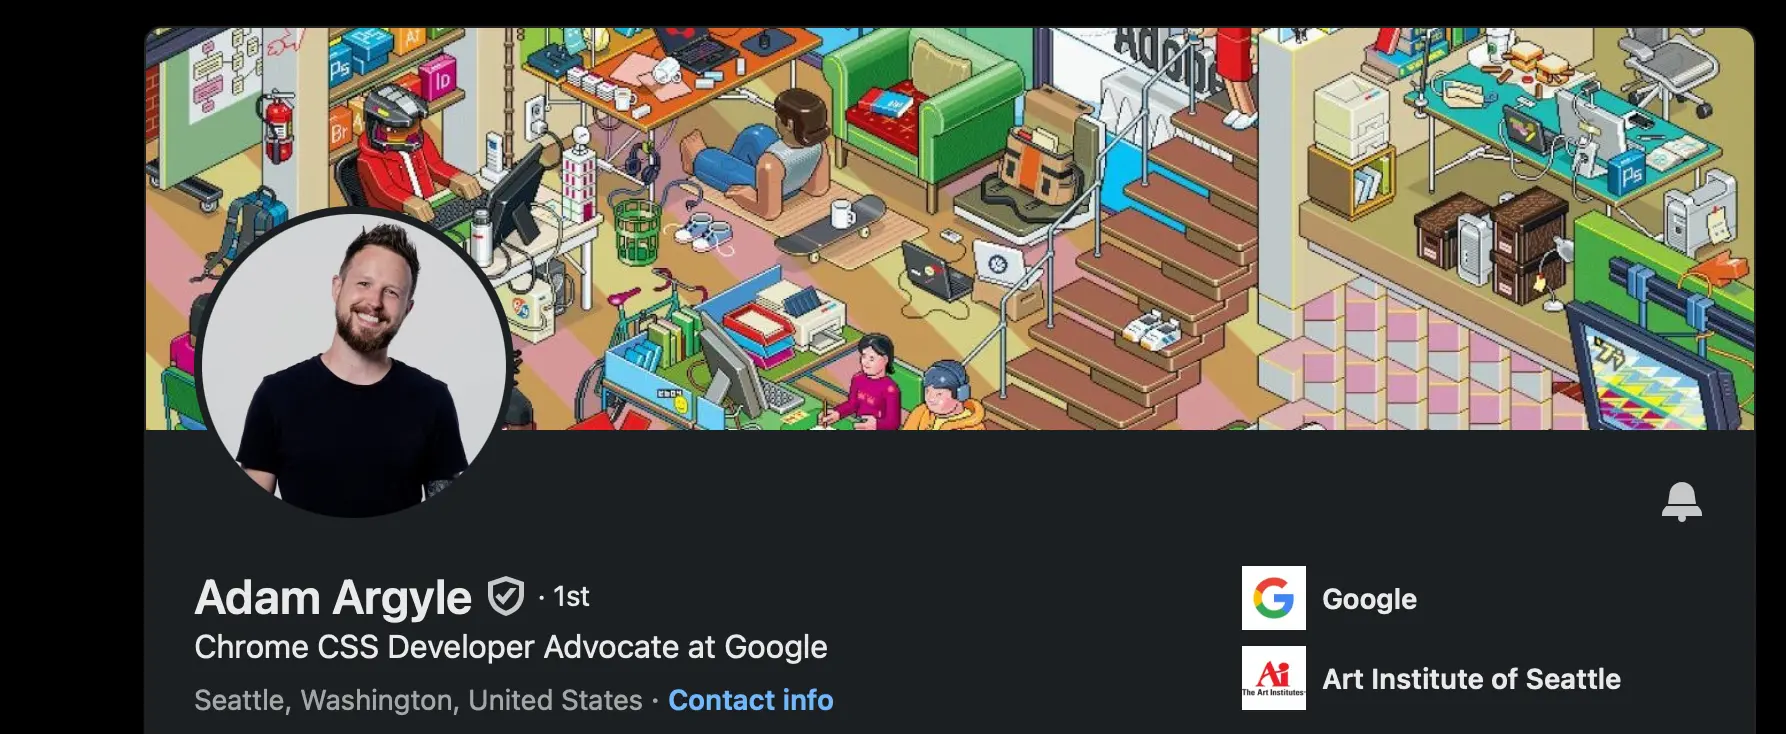 Ps
Ai
Id
Br
Adobe
Ps
Adam Argyle · 1st
Chrome CSS Developer Advocate at Google
Seattle, Washington, United States · Contact info
Google
Ai
The Art Institutes
Art Institute of Seattle